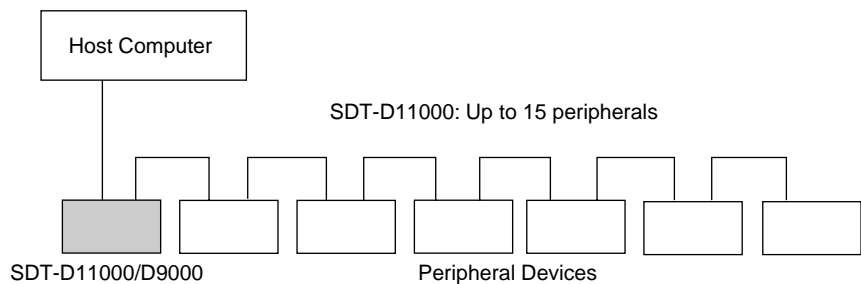 Host Computer
SDT-D11000: Up to 15 peripherals
SDT-D11000/D9000
Peripheral Devices